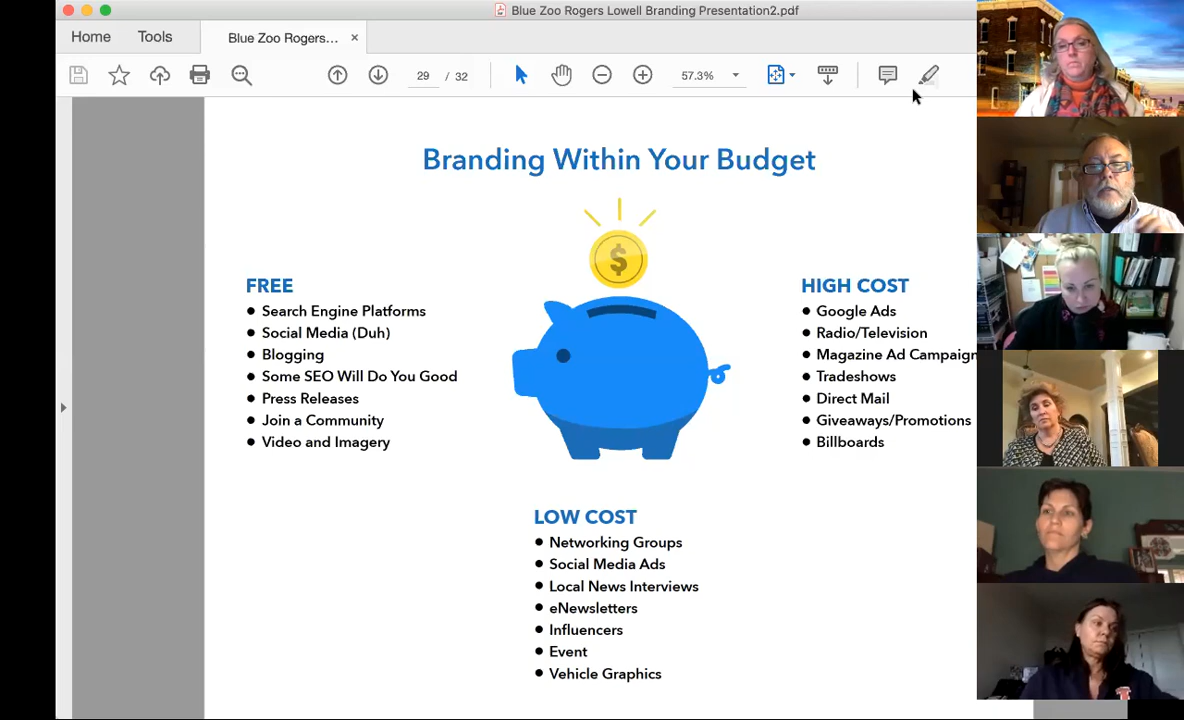 Blue Zoo Rogers Lowell Branding Presentation2.pdf
Home
Tools
Blue Zoo Rogers... ×
29 / 32
57.3%
Branding Within Your Budget
$
FREE
• Search Engine Platforms
• Social Media (Duh)
• Blogging
• Some SEO Will Do You Good
• Press Releases
• Join a Community
• Video and Imagery
HIGH COST
• Google Ads
• Radio/Television
• Magazine Ad Campaign
• Tradeshows
• Direct Mail
• Giveaways/Promotions
• Billboards
LOW COST
• Networking Groups
• Social Media Ads
• Local News Interviews
• eNewsletters
• Influencers
• Event
• Vehicle Graphics